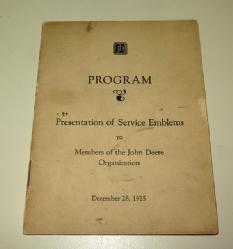 PROGRAM
Presentation of Service Emblems
TO
Members of the John Deere
Organization
December 28, 1925